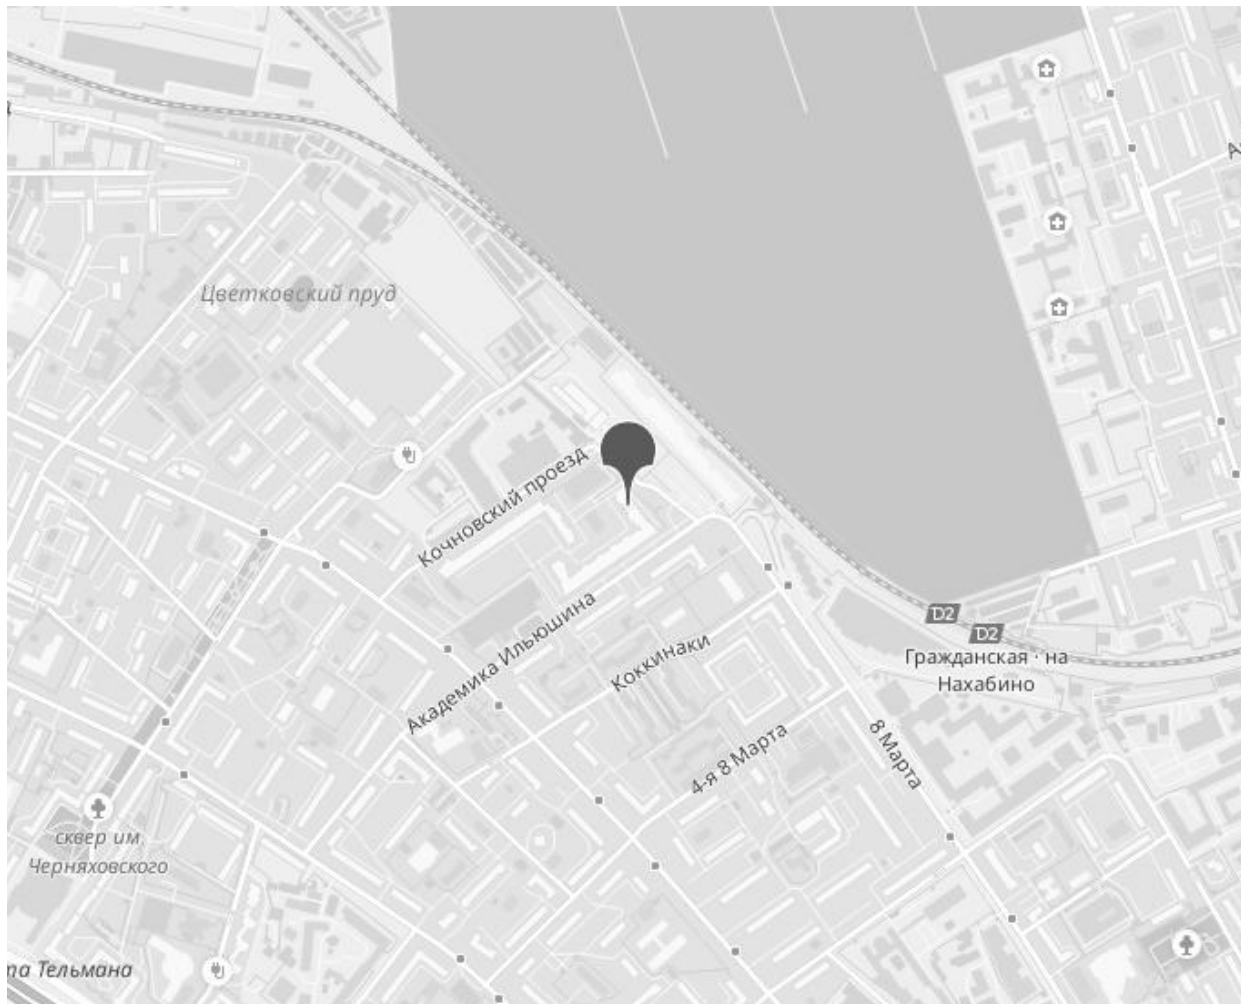 Цветковский пруд
Кочновский проезд
Академика Ильюшина
Коккинаки
D2
D2
Гражданская · на
Нахабино
4-я 8 Марта
8 Марта
сквер им.
Черняховского
Тельмана